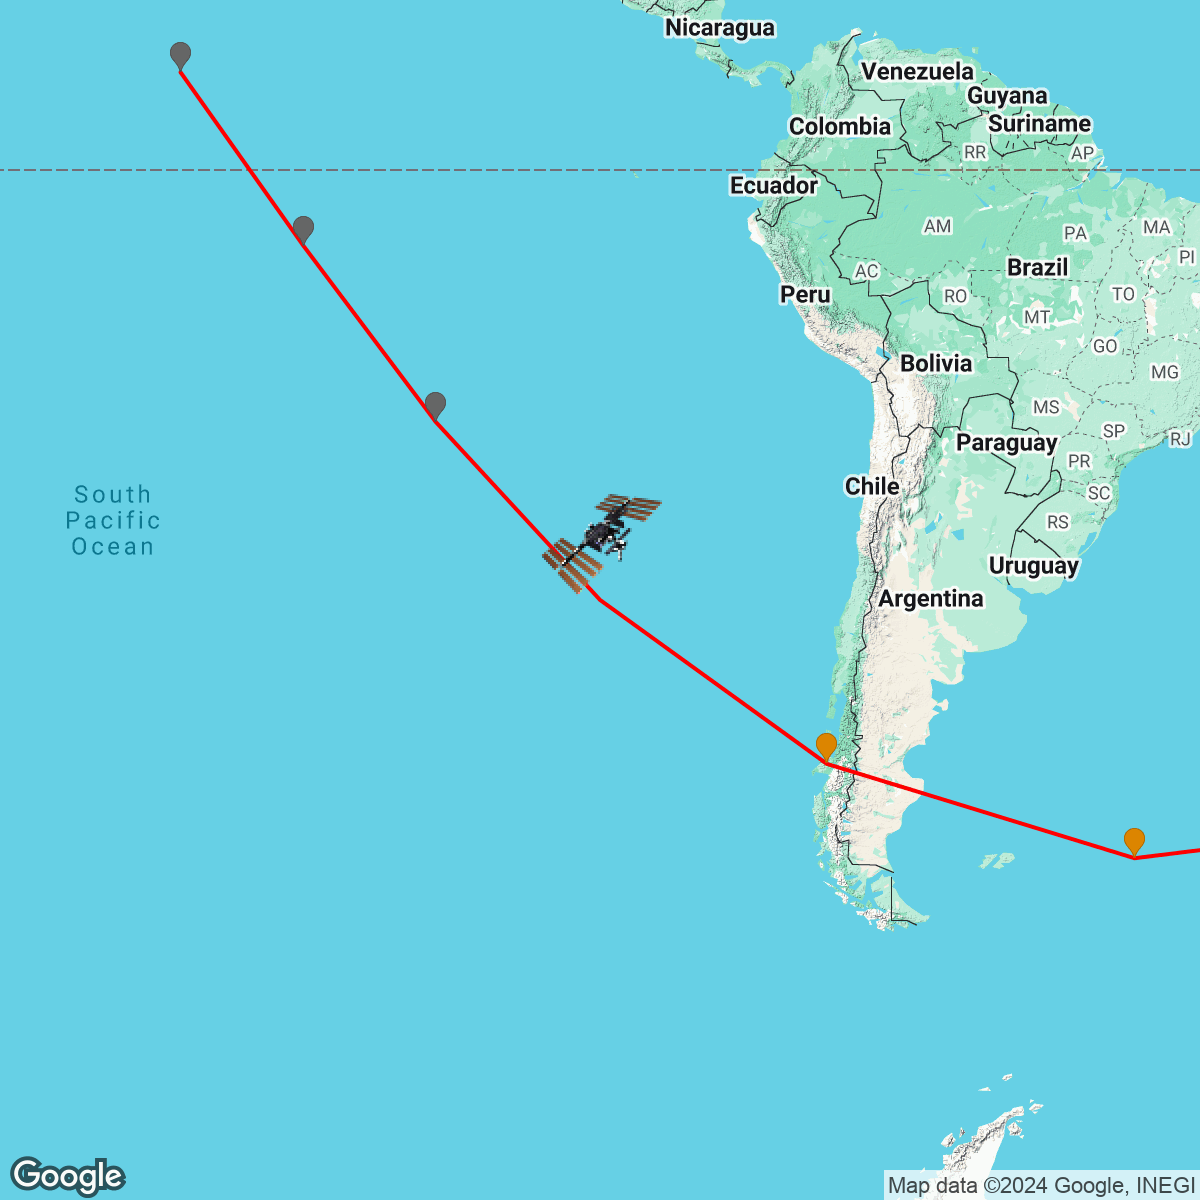 Nicaragua
Venezuela
Guyana
Colombia
Suriname
RR
AP
Ecuador
AM
PA
MA
PI
Brazil
AC
Peru
RO
TO
MT
GO
Bolivia
MG
MS
SP
RJ
Paraguay
PR
Chile
SC
South
Pacific
Ocean
RS
Uruguay
Argentina
Google
Map data ©2024 Google, INEGI